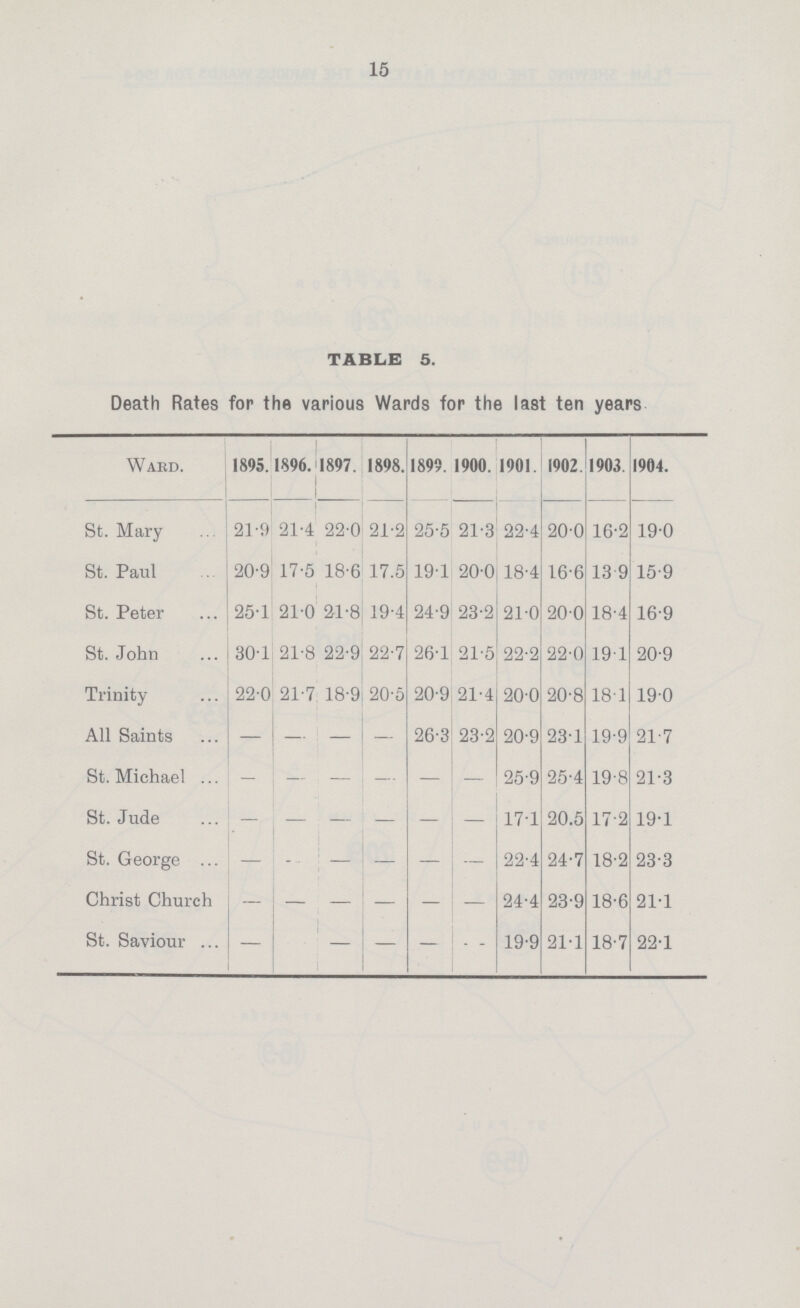 15
TABLE 5.
Death Rates for the various Wards for the last ten years.
WARD. 1895. 1896. 1897. 1898. 1899. 1900. 1901. 1902. 1903. 1904.
St. Mary ... 21·9 21·4 22·0 21·2 25·5 21·3 22·4 20·0 16·2 19·0
St. Paul ... 20·9 17·5 18·6 17.5 19·1 20·0 18·4 16·6 13 9 15·9
St. Peter ... 25·1 21·0 21·8 19·4 24·9 23·2 21·0 20·0 18·4 16·9
St. John ... 30·1 21·8 22·9 22·7 26·1 21·5 22·2 22·0 19·1 20·9
Trinity ... 22·0 21·7 18·9 20·5 20·9 21·4 20·0 20·8 18·1 19·0
All Saints ... — — — — 26·3 23·2 20·9 23·1 19·9 21·7
St. Michael ... — — — — — — 25·9 25·4 19·8 21·3
St. Jude ... — — — — — — 17·1 20.5 17·2 19·1
St. George ... — - — — — — 22·4 24·7 18·2 23·3
Christ Church — — — — — — 24·4 23·9 18·6 21·1
St. Saviour ... — — — — - - 19·9 21·1 18·7 22·1